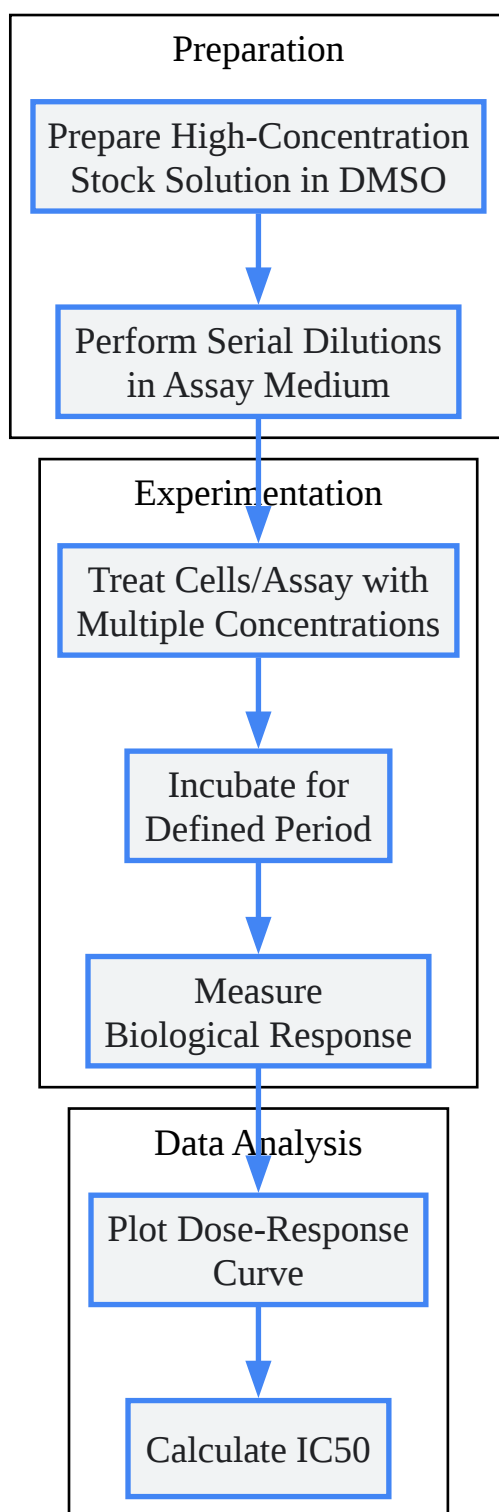 Preparation
Prepare High-Concentration
Stock Solution in DMSO
Perform Serial Dilutions
in Assay Medium
Experimentation
Treat Cells/Assay with
Multiple Concentrations
Incubate for
Defined Period
Measure
Biological Response
Data Analysis
Plot Dose-Response
Curve
Calculate IC50